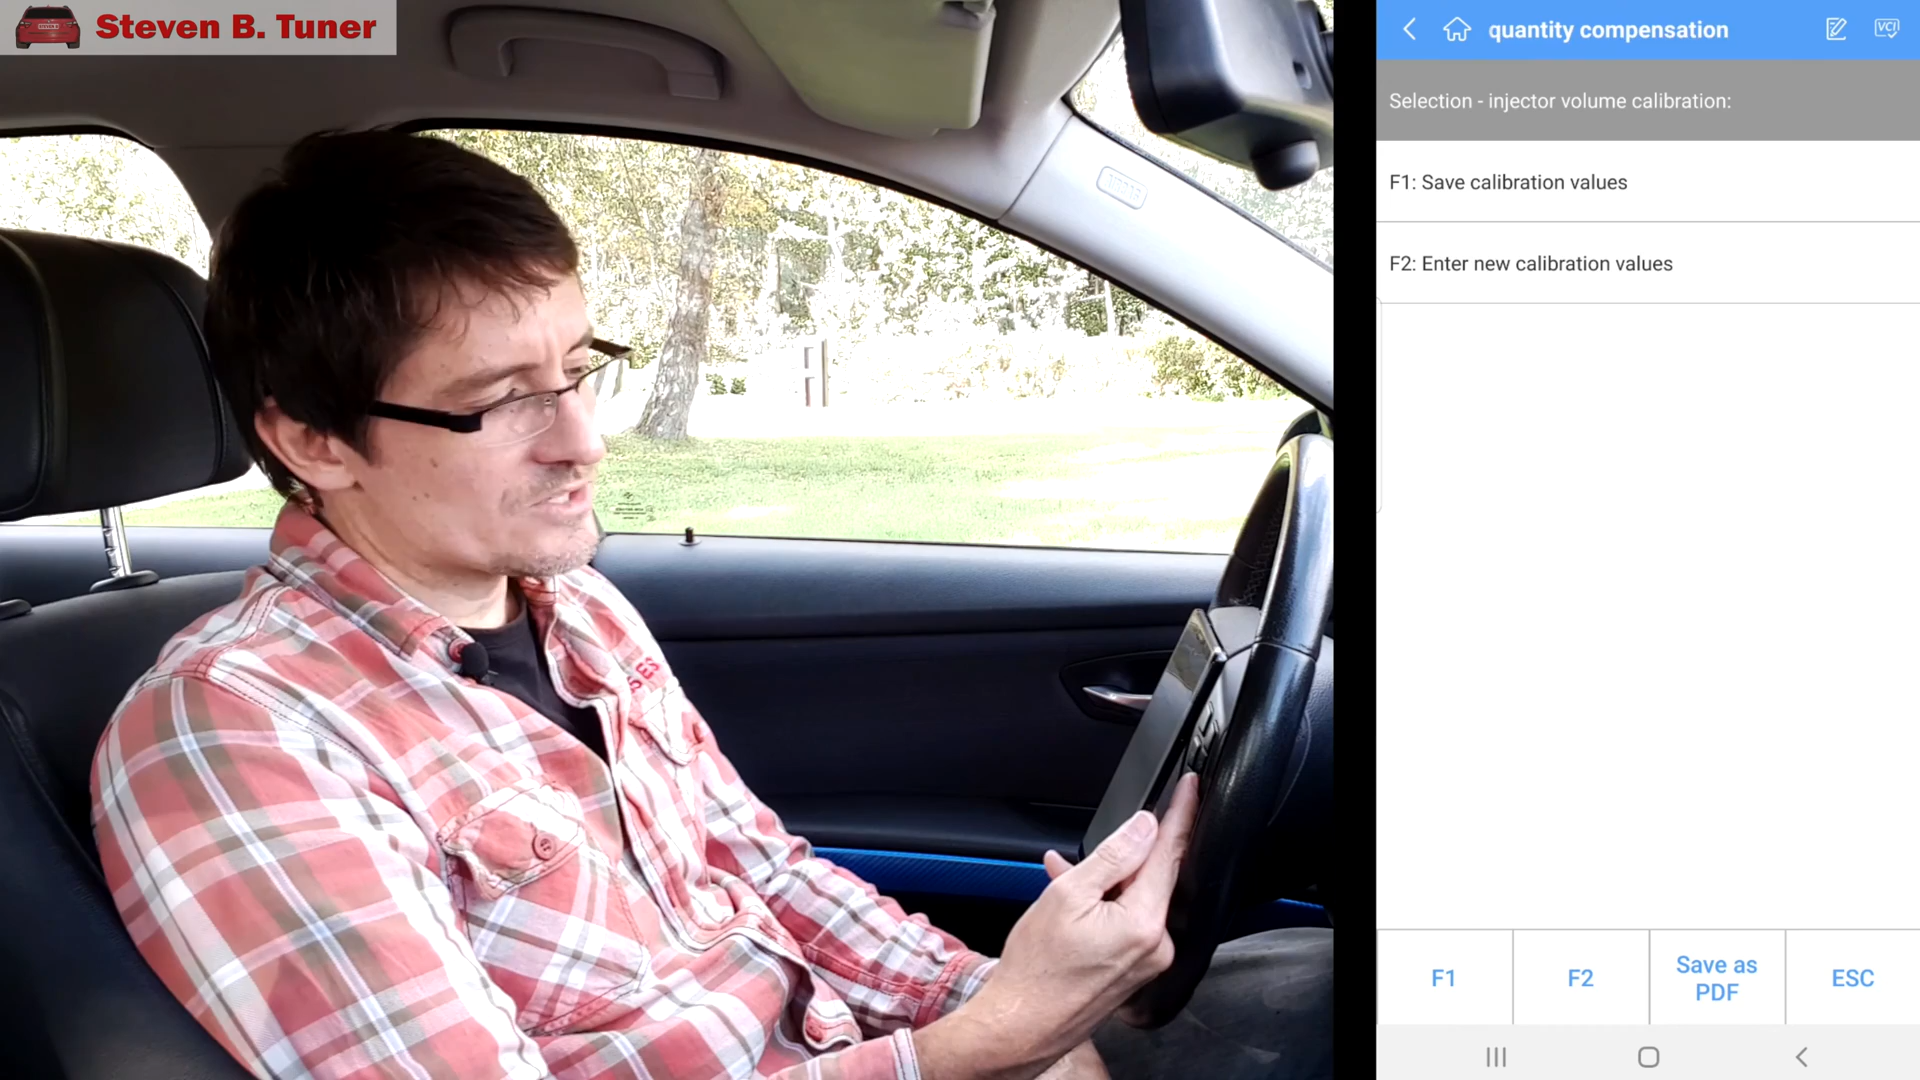 Steven B. Tuner
quantity compensation
VCI
Selection - injector volume calibration:
F1: Save calibration values
F2: Enter new calibration values
F1
F2
Save as
PDF
ESC